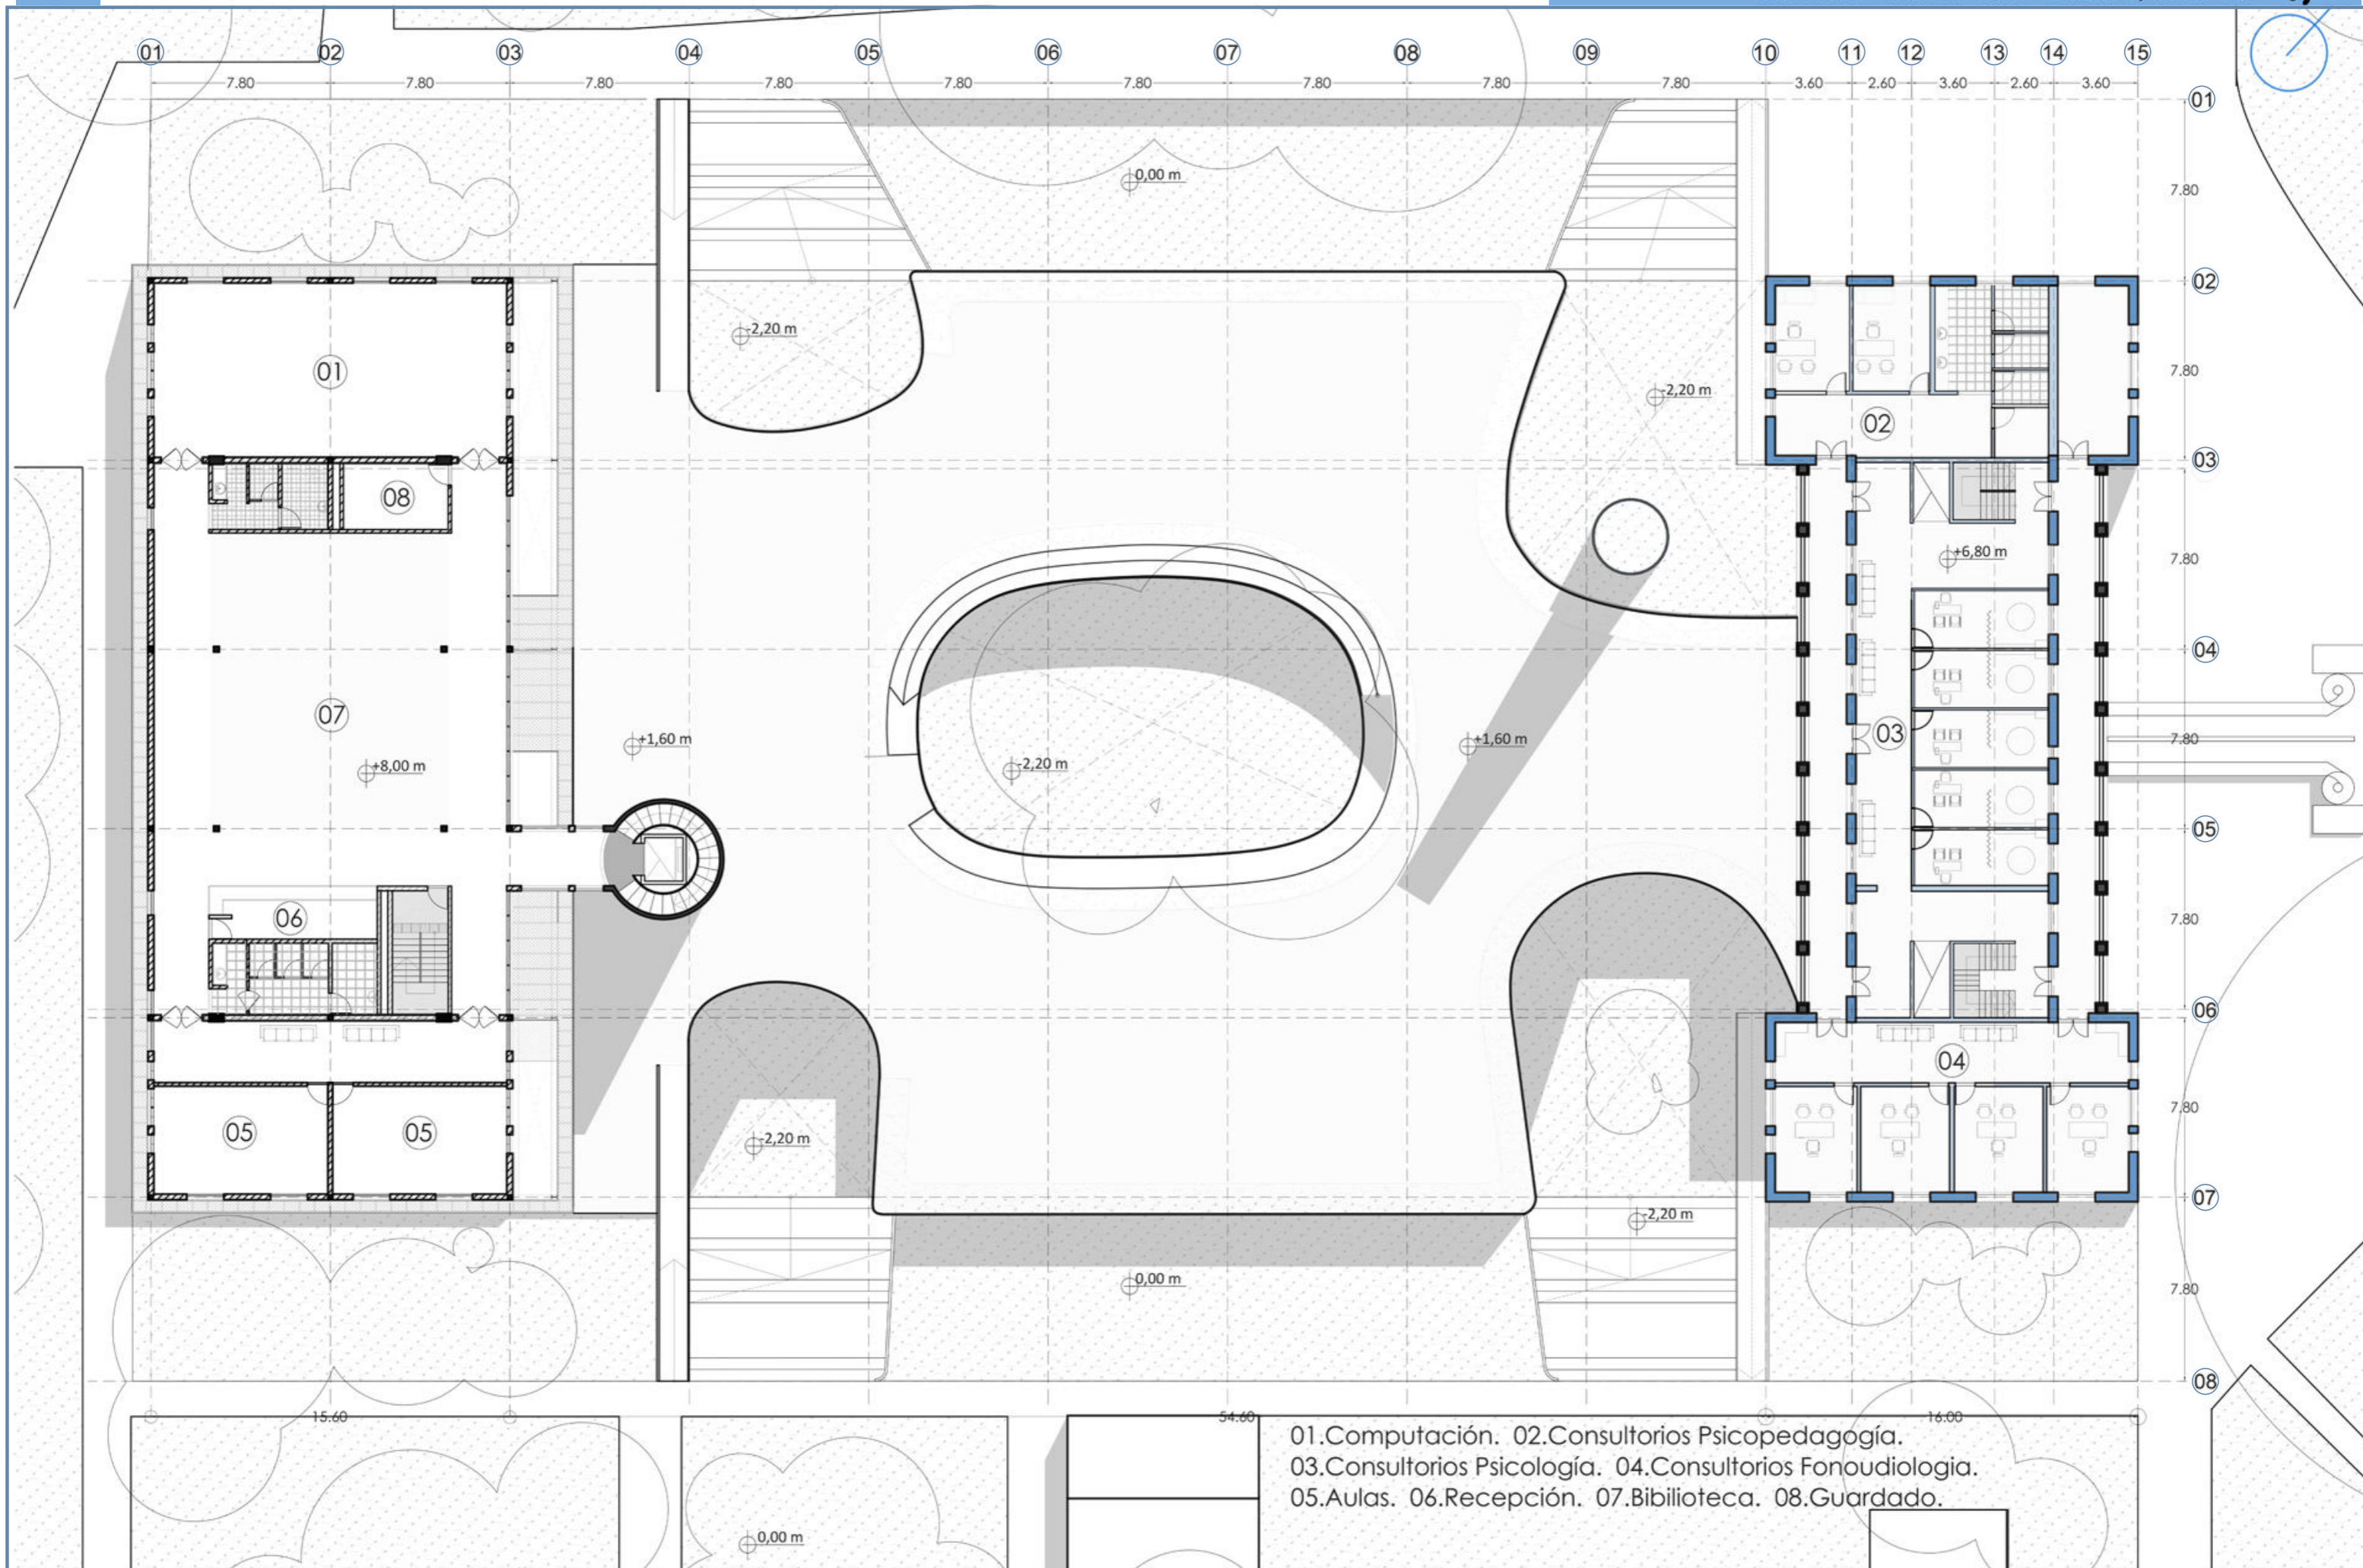 01 02 03 04 05 06 07 08 09 10 11 12 13 14 15
7.80 7.80 7.80 7.80 7.80 7.80 7.80 7.80 7.80 3.60 2.60 3.60 2.60 3.60
01
0,00 m
7.80
02
-2,20 m
01
7.80
-2,20 m
02
03
08
+6,80 m
7.80
04
07
03
+1,60 m
+1,60 m
7.80
-2,20 m
+8,00 m
05
06
7.80
06
04
7.80
05
05
-2,20 m
07
-2,20 m
0,00 m
7.80
08
15.60
54.60
16.00
01.Computación. 02.Consultorios Psicopedagogía.
03.Consultorios Psicología. 04.Consultorios Fonoudiologia.
05.Aulas. 06.Recepción. 07.Bibilioteca. 08.Guardado.
0,00 m